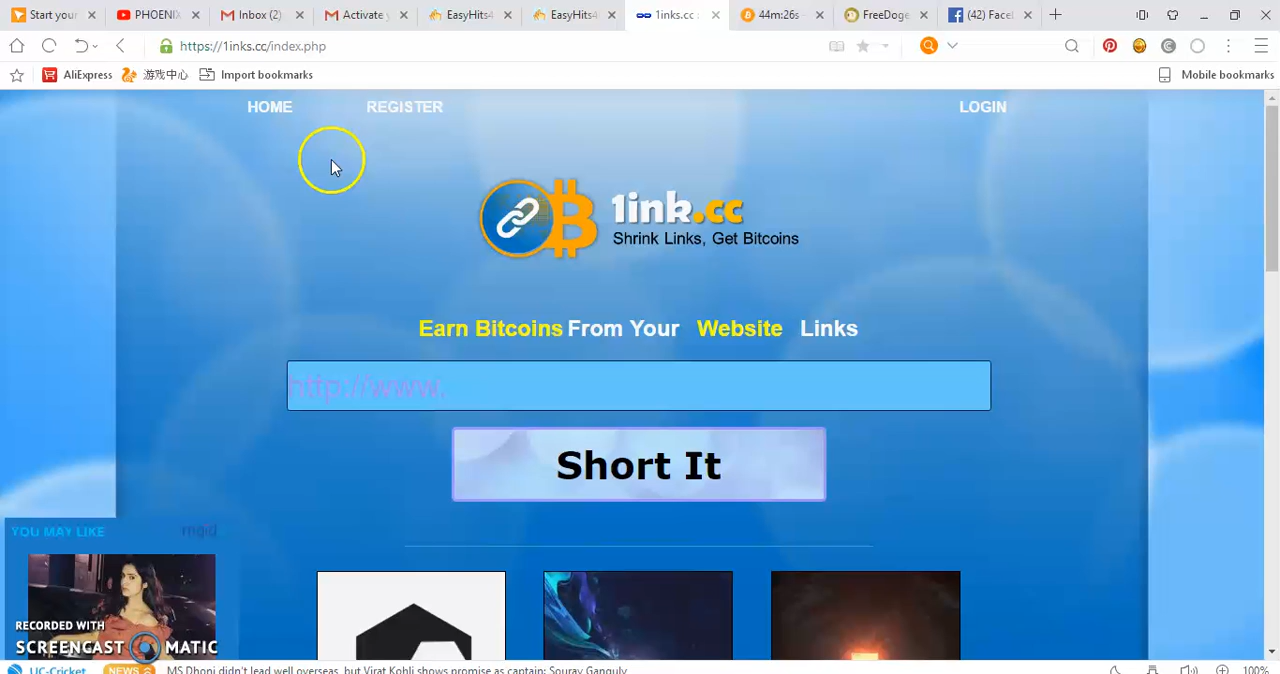 Start your
PHOENIX
Inbox (2)
Activate y
EasyHits4
EasyHits4
1inks.cc
44m:26s -
FreeDoge
(42) Facel
https://1inks.cc/index.php
AliExpress
游戏中心
Import bookmarks
Mobile bookmarks
HOME
REGISTER
LOGIN
1ink.cc
Shrink Links, Get Bitcoins
Earn Bitcoins From Your Website Links
http://www.
Short It
YOU MAY LIKE
mgid
RECORDED WITH
SCREENCAST MATIC
UC-Cricket
NEWS
MS Dhoni didn't lead well overseas, but Virat Kohli shows promise as captain: Sourav Ganguly
100%